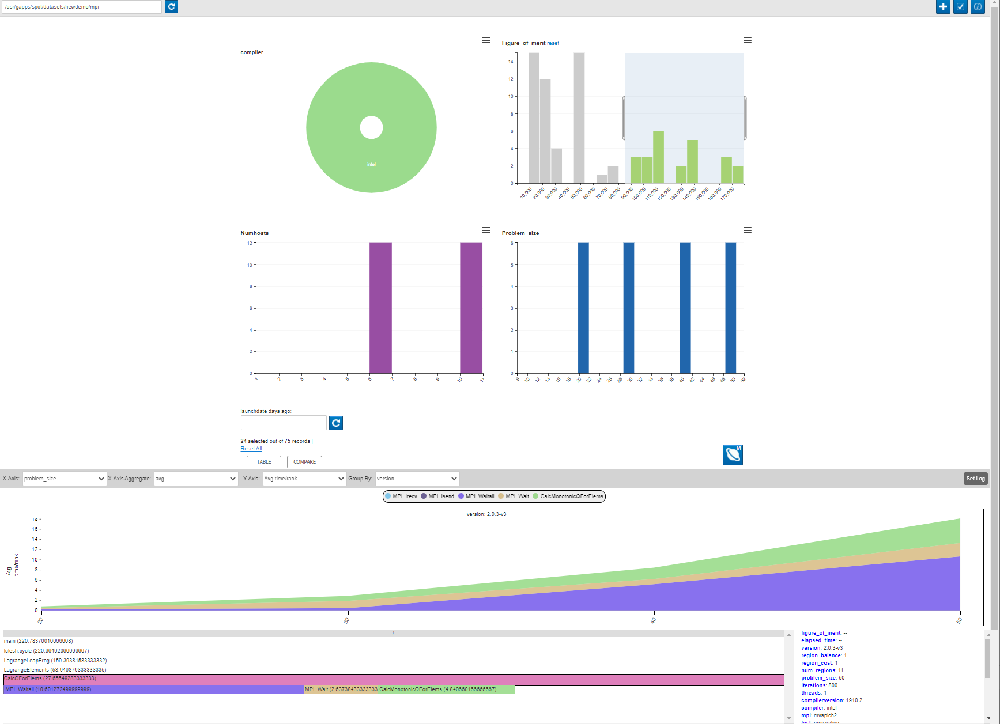 /usr/gapps/spot/datasets/newdemo/mpi
compiler
intel
Figure_of_merit reset
14
12
10
8
6
4
2
0
10,000 20,000 30,000 40,000 50,000 60,000 70,000 80,000 90,000 100,000 110,000 120,000 130,000 140,000 150,000 160,000 170,000
Numhosts
12
10
8
6
4
2
0
1 2 3 4 5 6 7 8 9 10 11
Problem_size
6
5
4
3
2
1
0
8 10 12 14 16 18 20 22 24 26 28 30 32 34 36 38 40 42 44 46 48 50 52
launchdate days ago:
24 selected out of 75 records |
Reset All
M
TABLE COMPARE
X-Axis: problem_size X-Axis Aggregate: avg Y-Axis: Avg time/rank Group By: version Set Log
MPI_Irecv MPI_Isend MPI_Waitall MPI_Wait CalcMonotonicQForElems
version: 2.0.3-v3
Avg
time/rank
18
16
14
12
10
8
6
4
2
0
20 30 40 50
/
main (220.78370016666668)
lulesh.cycle (220.66462366666667)
LagrangeLeapFrog (159.39381583333332)
LagrangeElements (58.946879333333335)
CalcQForElems (27.65649283333333)
MPI_Waitall (10.601272499999999) MPI_Wait (2.63738433333333 CalcMonotonicQForElems (4.840660166666667)
figure_of_merit: --
elapsed_time: --
version: 2.0.3-v3
region_balance: 1
region_cost: 1
num_regions: 11
problem_size: 50
iterations: 800
threads: 1
compilerversion: 1910.2
compiler: intel
mpi: mvapich2
test: mpiscaling